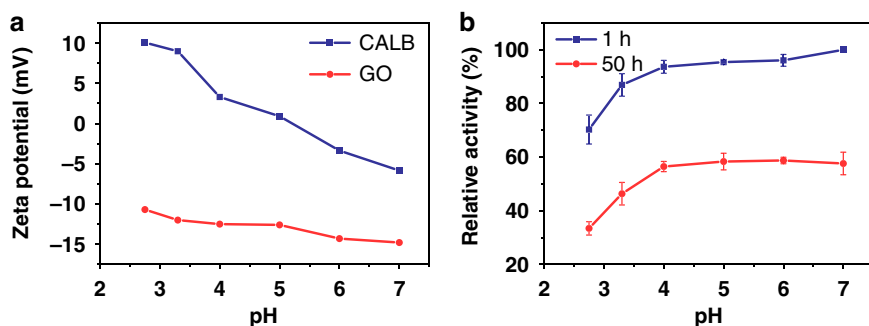 a
Zeta potential (mV)
10
5
0
−5
−10
−15
2
3
4
5
6
7
pH
CALB
GO
b
Relative activity (%)
100
80
60
40
20
2
3
4
5
6
7
pH
1 h
50 h